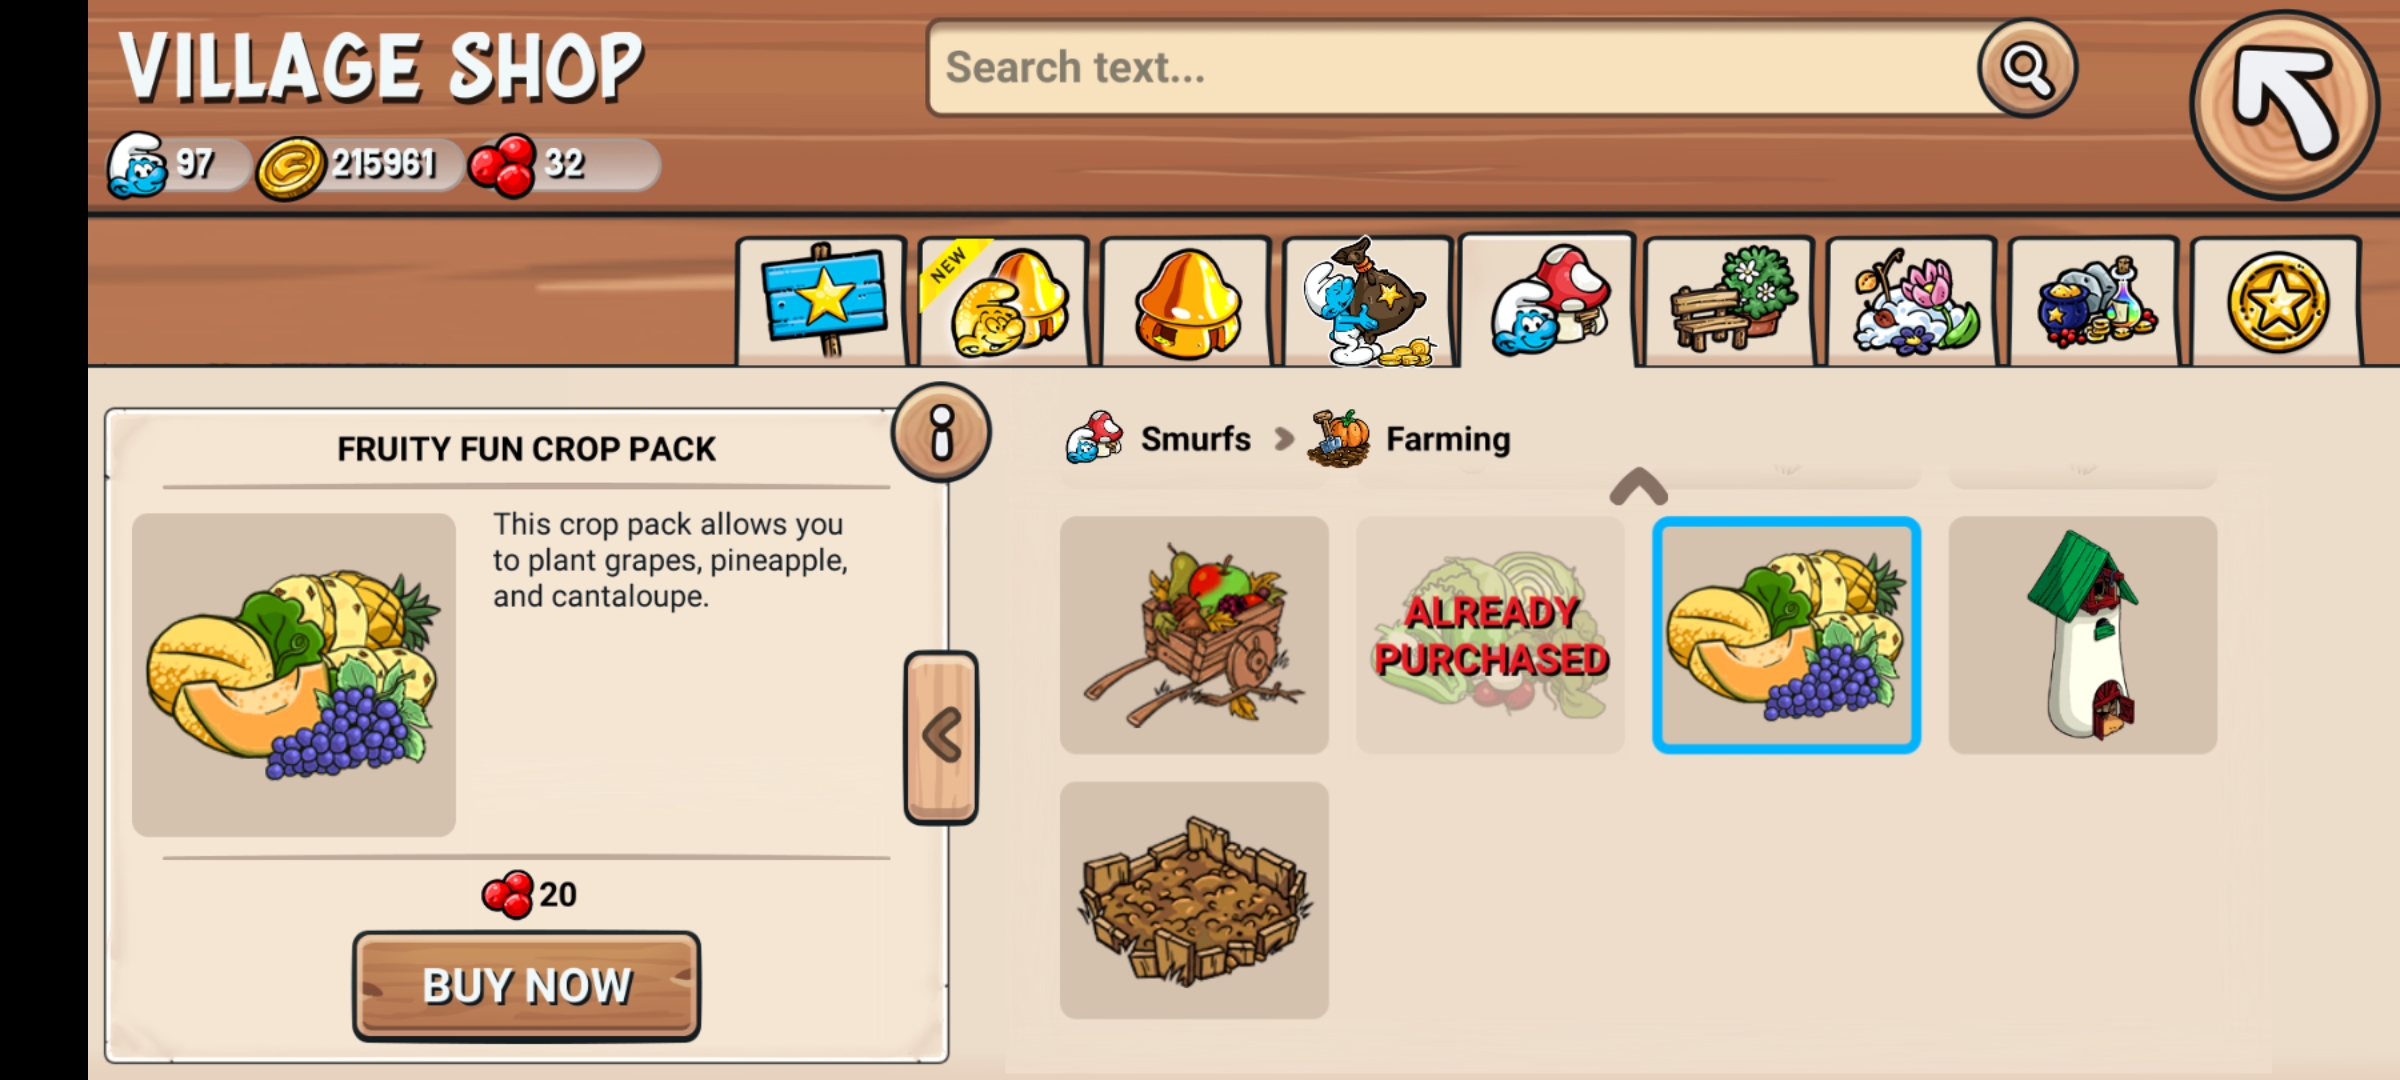 VILLAGE SHOP
Search text...
97
215961
32
NEW
FRUITY FUN CROP PACK
This crop pack allows you
to plant grapes, pineapple,
and cantaloupe.
20
BUY NOW
Smurfs
Farming
ALREADY
PURCHASED